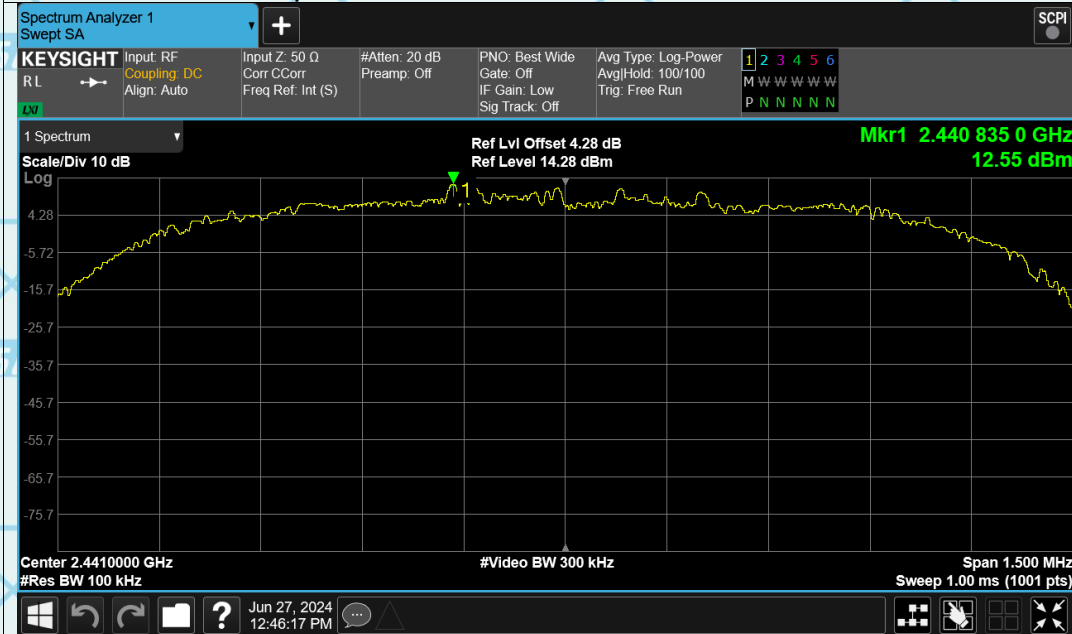 Spectrum Analyzer 1
Swept SA
+
SCPI
KEYSIGHT
R L
LXI
Input: RF
Coupling: DC
Align: Auto
Input Z: 50 Ω
Corr CCorr
Freq Ref: Int (S)
#Atten: 20 dB
Preamp: Off
PNO: Best Wide
Gate: Off
IF Gain: Low
Sig Track: Off
Avg Type: Log-Power
Avg|Hold: 100/100
Trig: Free Run
1 2 3 4 5 6
M W W W W W
P N N N N N
1 Spectrum
Scale/Div 10 dB
Log
Ref Lvl Offset 4.28 dB
Ref Level 14.28 dBm
Mkr1 2.440 835 0 GHz
12.55 dBm
1
4.28
-5.72
-15.7
-25.7
-35.7
-45.7
-55.7
-65.7
-75.7
Center 2.4410000 GHz
#Res BW 100 kHz
#Video BW 300 kHz
Span 1.500 MHz
Sweep 1.00 ms (1001 pts)
?
Jun 27, 2024
12:46:17 PM